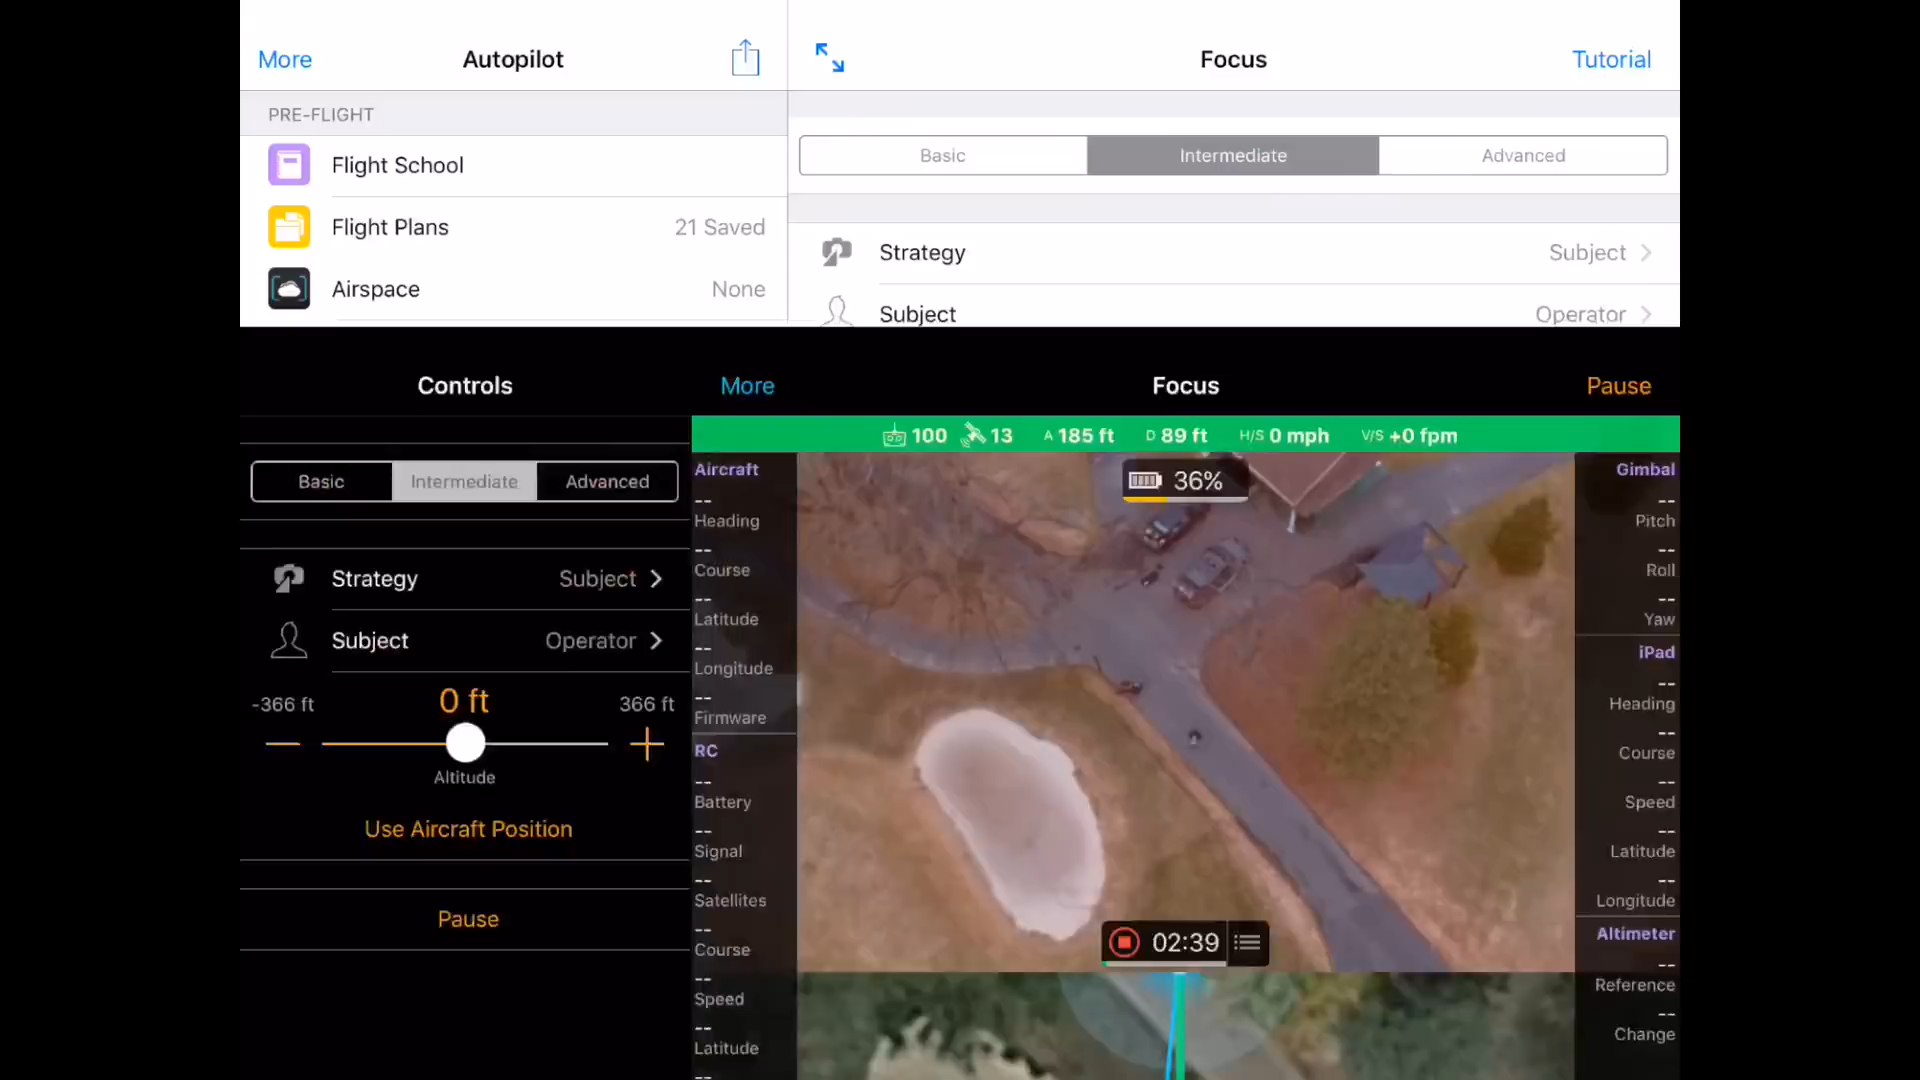 More
Autopilot
Focus
Tutorial
PRE-FLIGHT
Flight School
Flight Plans
21 Saved
Airspace
None
Basic
Intermediate
Advanced
Strategy
Subject
Subject
Operator
Controls
More
Focus
Pause
100
13
A 185 ft
D 89 ft
H/S 0 mph
V/S +0 fpm
Basic
Intermediate
Advanced
Strategy
Subject
Subject
Operator
-366 ft
0 ft
366 ft
Altitude
Use Aircraft Position
Pause
Aircraft
--
Heading
--
Course
--
Latitude
--
Longitude
--
Firmware
RC
--
Battery
--
Signal
--
Satellites
--
Course
--
Speed
--
Latitude
--
36%
02:39
Gimbal
--
Pitch
--
Roll
--
Yaw
iPad
--
Heading
--
Course
--
Speed
--
Latitude
--
Longitude
Altimeter
--
Reference
--
Change